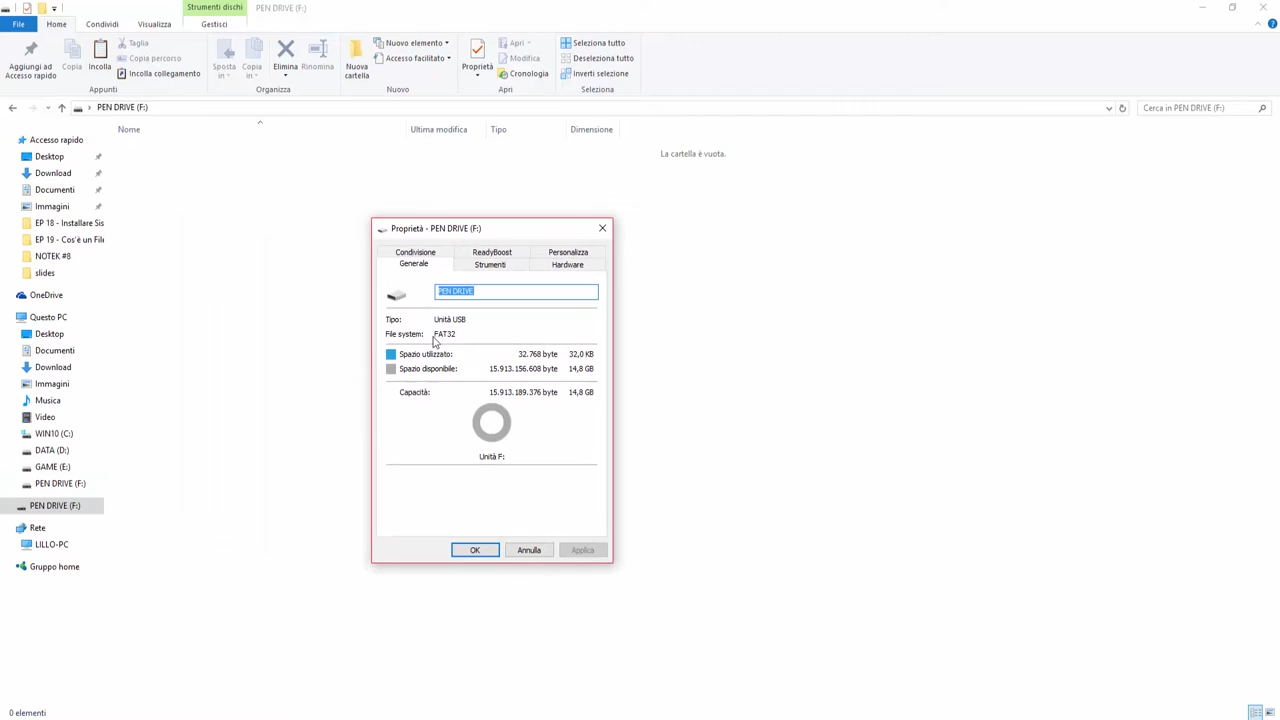 Strumenti dischi PEN DRIVE (F:)
File Home Condividi Visualizza Gestisci
Aggiungi ad Accesso rapido
Copia
Incolla
Taglia
Copia percorso
Incolla collegamento
Appunti
Sposta in
Copia in
Elimina
Rinomina
Organizza
Nuova cartella
Nuovo elemento
Accesso facilitato
Nuovo
Proprietà
Apri
Modifica
Cronologia
Apri
Seleziona tutto
Deseleziona tutto
Inverti selezione
Seleziona
PEN DRIVE (F:) Cerca in PEN DRIVE (F:)
Nome Ultima modifica Tipo Dimensione
La cartella è vuota.
Accesso rapido
Desktop
Download
Documenti
Immagini
EP 18 - Installare Sis
EP 19 - Cos'è un File
NOTEK #8
slides
OneDrive
Questo PC
Desktop
Documenti
Download
Immagini
Musica
Video
WIN10 (C:)
DATA (D:)
GAME (E:)
PEN DRIVE (F:)
PEN DRIVE (F:)
Rete
LILLO-PC
Gruppo home
Proprietà - PEN DRIVE (F:)
Condivisione ReadyBoost Personalizza
Generale Strumenti Hardware
PEN DRIVE
Tipo: Unità USB
File system: FAT32
Spazio utilizzato: 32.768 byte 32,0 KB
Spazio disponibile: 15.913.156.608 byte 14,8 GB
Capacità: 15.913.189.376 byte 14,8 GB
Unità F:
OK Annulla Applica
0 elementi